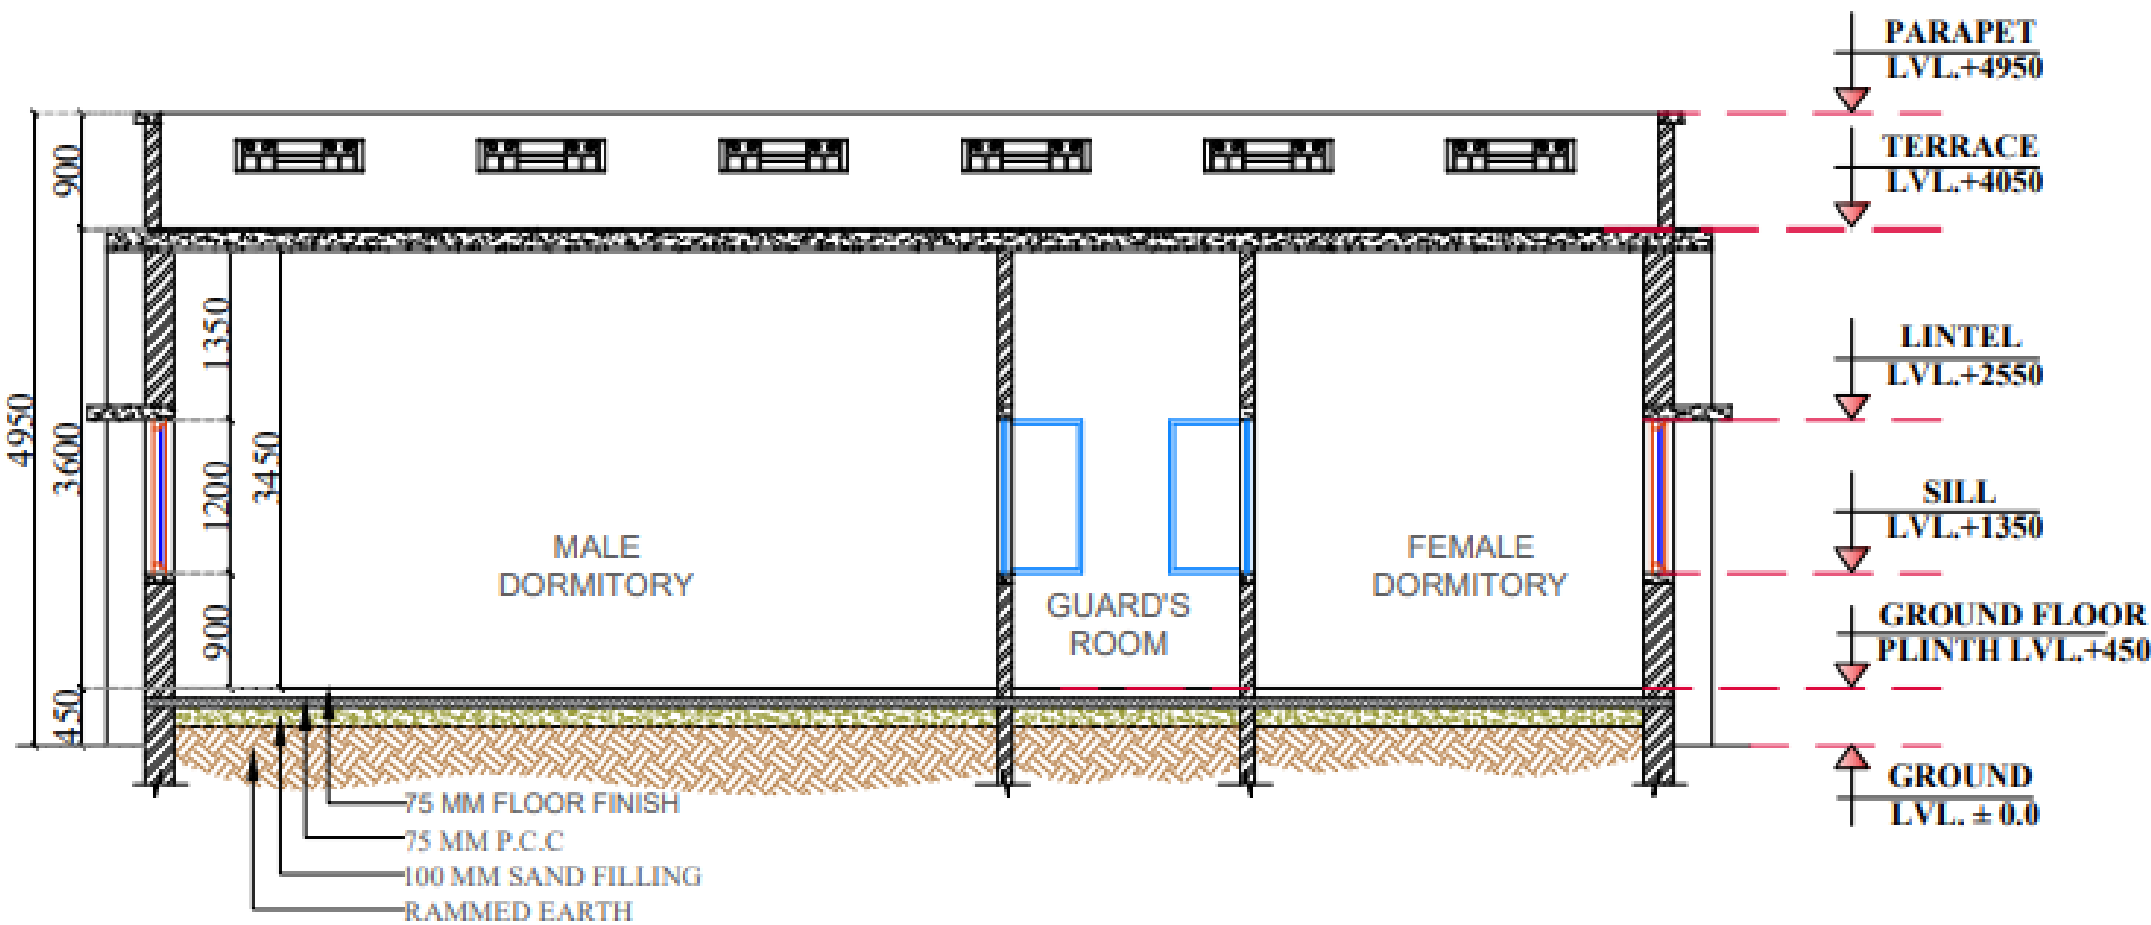 PARAPET
LVL.+4950
TERRACE
LVL.+4050
900
1350
LINTEL
LVL.+2550
4950
3600
1200
3450
SILL
LVL.+1350
MALE
DORMITORY
GUARD'S
ROOM
FEMALE
DORMITORY
900
GROUND FLOOR
PLINTH LVL.+450
450
GROUND
LVL. ± 0.0
75 MM FLOOR FINISH
75 MM P.C.C
100 MM SAND FILLING
RAMMED EARTH